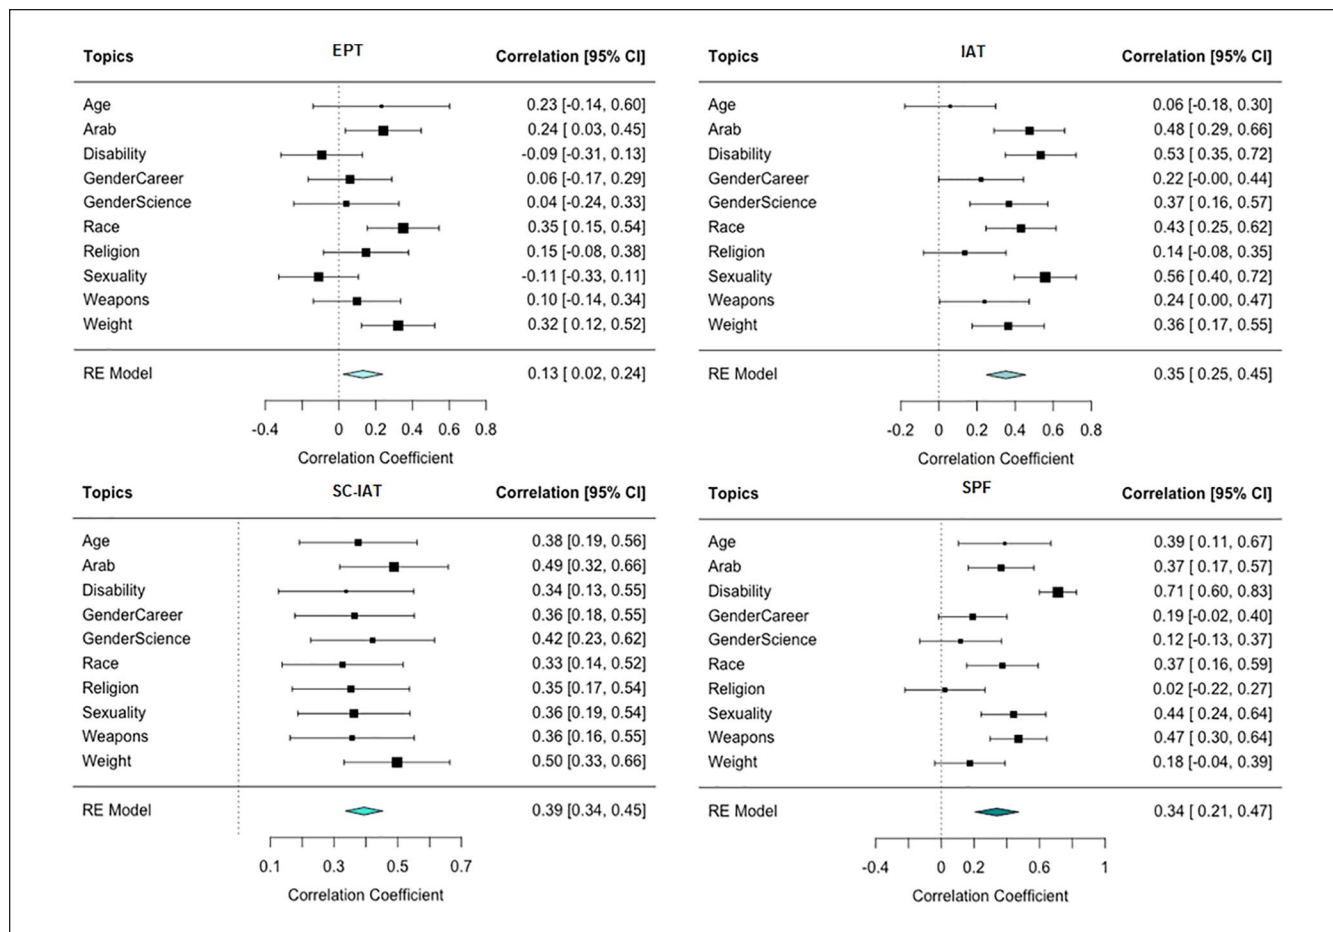 Topics EPT Correlation [95% CI]
Age 0.23 [-0.14, 0.60]
Arab 0.24 [ 0.03, 0.45]
Disability -0.09 [-0.31, 0.13]
GenderCareer 0.06 [-0.17, 0.29]
GenderScience 0.04 [-0.24, 0.33]
Race 0.35 [ 0.15, 0.54]
Religion 0.15 [-0.08, 0.38]
Sexuality -0.11 [-0.33, 0.11]
Weapons 0.10 [-0.14, 0.34]
Weight 0.32 [ 0.12, 0.52]
RE Model 0.13 [ 0.02, 0.24]
-0.4 0 0.2 0.4 0.6 0.8
Correlation Coefficient
Topics IAT Correlation [95% CI]
Age 0.06 [-0.18, 0.30]
Arab 0.48 [ 0.29, 0.66]
Disability 0.53 [ 0.35, 0.72]
GenderCareer 0.22 [-0.00, 0.44]
GenderScience 0.37 [ 0.16, 0.57]
Race 0.43 [ 0.25, 0.62]
Religion 0.14 [-0.08, 0.35]
Sexuality 0.56 [ 0.40, 0.72]
Weapons 0.24 [ 0.00, 0.47]
Weight 0.36 [ 0.17, 0.55]
RE Model 0.35 [ 0.25, 0.45]
-0.2 0 0.2 0.4 0.6 0.8
Correlation Coefficient
Topics SC-IAT Correlation [95% CI]
Age 0.38 [0.19, 0.56]
Arab 0.49 [0.32, 0.66]
Disability 0.34 [0.13, 0.55]
GenderCareer 0.36 [0.18, 0.55]
GenderScience 0.42 [0.23, 0.62]
Race 0.33 [0.14, 0.52]
Religion 0.35 [0.17, 0.54]
Sexuality 0.36 [0.19, 0.54]
Weapons 0.36 [0.16, 0.55]
Weight 0.50 [0.33, 0.66]
RE Model 0.39 [0.34, 0.45]
0.1 0.3 0.5 0.7
Correlation Coefficient
Topics SPF Correlation [95% CI]
Age 0.39 [ 0.11, 0.67]
Arab 0.37 [ 0.17, 0.57]
Disability 0.71 [ 0.60, 0.83]
GenderCareer 0.19 [-0.02, 0.40]
GenderScience 0.12 [-0.13, 0.37]
Race 0.37 [ 0.16, 0.59]
Religion 0.02 [-0.22, 0.27]
Sexuality 0.44 [ 0.24, 0.64]
Weapons 0.47 [ 0.30, 0.64]
Weight 0.18 [-0.04, 0.39]
RE Model 0.34 [ 0.21, 0.47]
-0.4 0 0.2 0.6 1
Correlation Coefficient